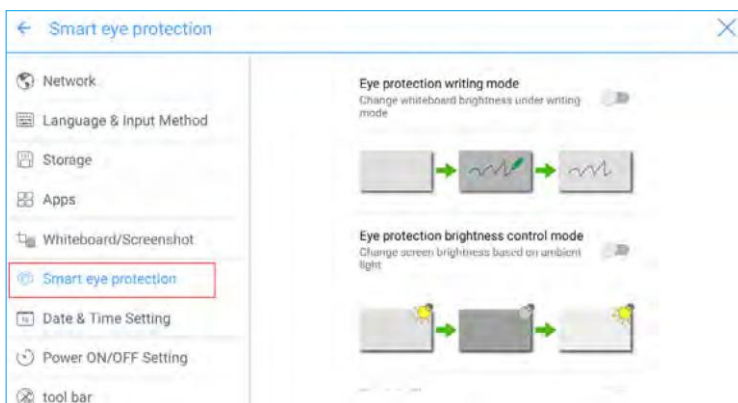 Smart eye protection
Network
Language & Input Method
Storage
Apps
Whiteboard/Screenshot
Smart eye protection
Date & Time Setting
Power ON/OFF Setting
tool bar
Eye protection writing mode
Change whiteboard brightness under writing
mode
Eye protection brightness control mode
Change screen brightness based on ambient
light